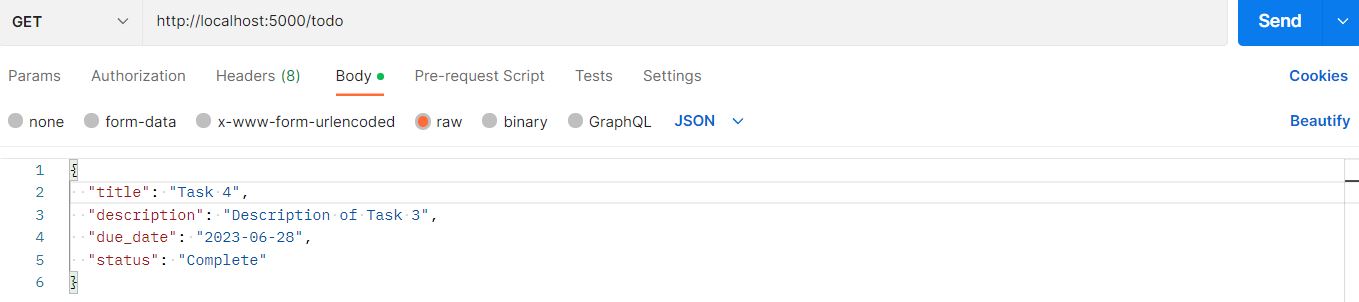 GET http://localhost:5000/todo Send
Params Authorization Headers (8) Body Pre-request Script Tests Settings Cookies
none form-data x-www-form-urlencoded raw binary GraphQL JSON Beautify
1 {
2 "title": "Task 4",
3 "description": "Description of Task 3",
4 "due_date": "2023-06-28",
5 "status": "Complete"
6 }